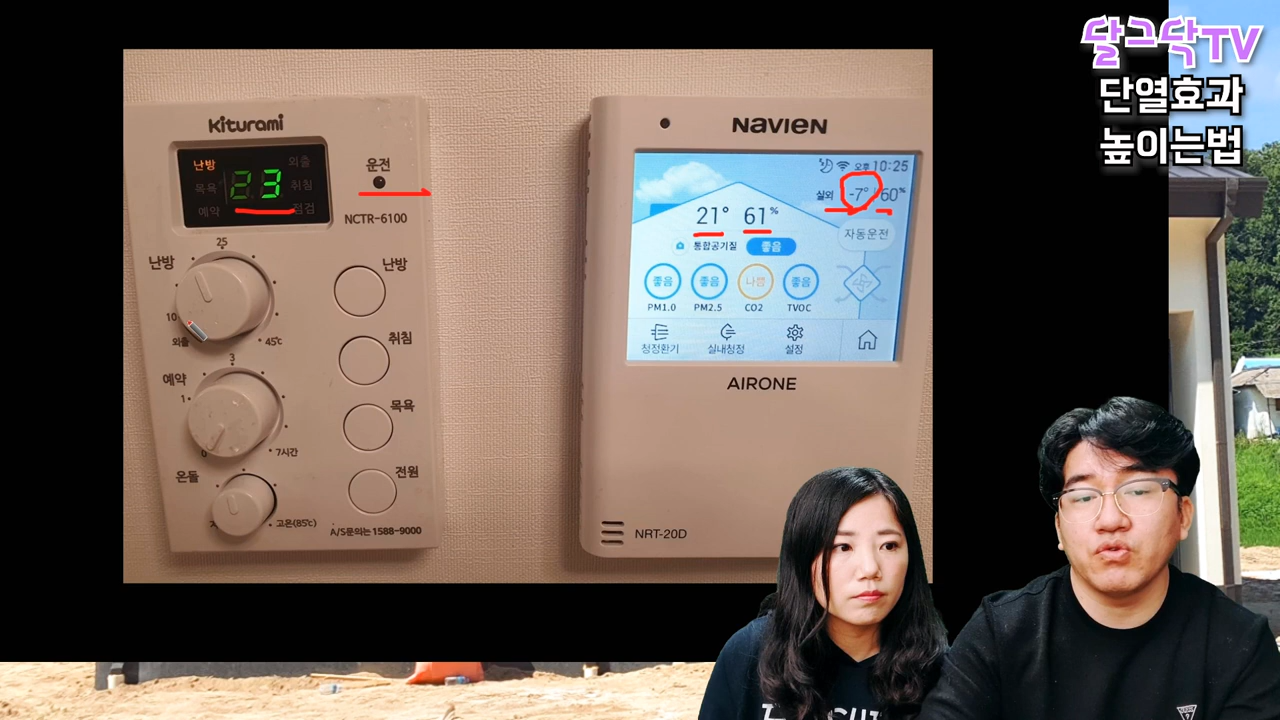 달그닥TV
단열효과
높이는법
Kiturami
난방
외출
목욕
23
취침
예약
점검
운전
NCTR-6100
난방
25
10
외출
45℃
난방
취침
예약
3
1
0
7시간
목욕
온돌
고온(85℃)
전원
A/S문의는 1588-9000
NAVIEN
오후 10:25
실외 -7° / 60%
21° 61%
통합공기질 좋음
자동운전
좋음 좋음 나쁨 좋음
PM1.0 PM2.5 CO2 TVOC
청정환기 실내청정 설정
AIRONE
NRT-20D